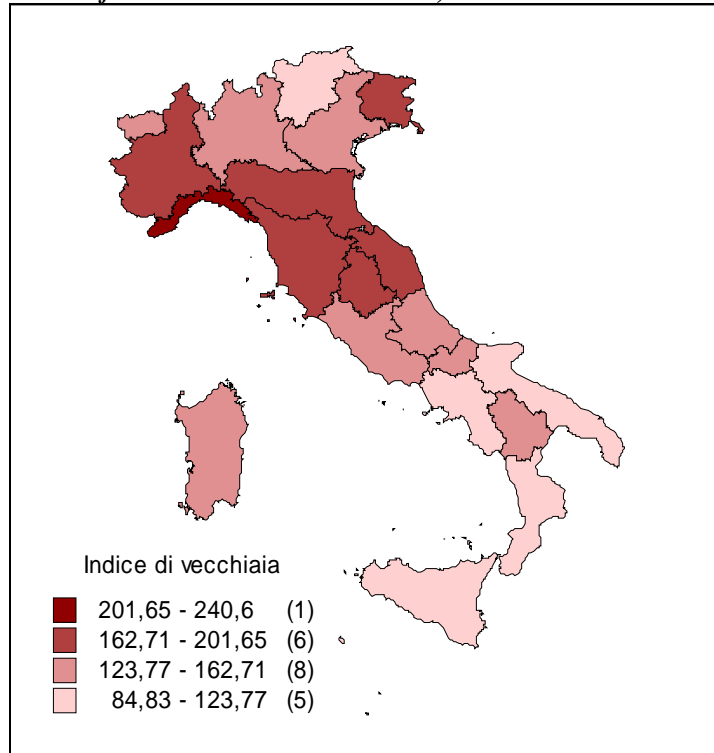 Indice di vecchiaia
201,65 - 240,6 (1)
162,71 - 201,65 (6)
123,77 - 162,71 (8)
84,83 - 123,77 (5)